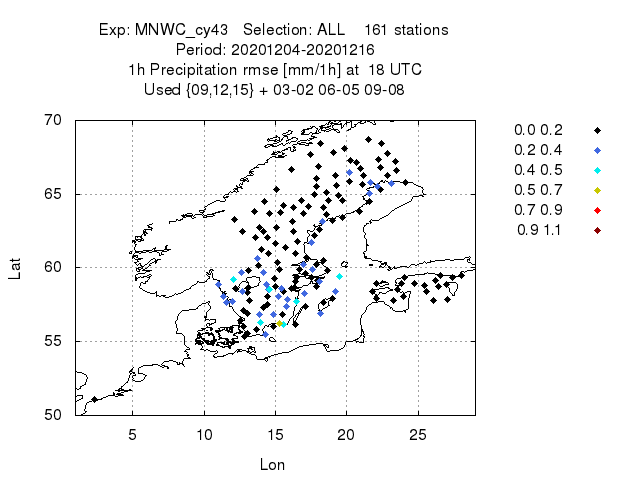 Exp: MNWC_cy43 Selection: ALL 161 stations
Period: 20201204-20201216
1h Precipitation rmse [mm/1h] at 18 UTC
Used {09,12,15} + 03-02 06-05 09-08
70
65
60
55
50
Lat
5 10 15 20 25
Lon
0.0 0.2
0.2 0.4
0.4 0.5
0.5 0.7
0.7 0.9
0.9 1.1